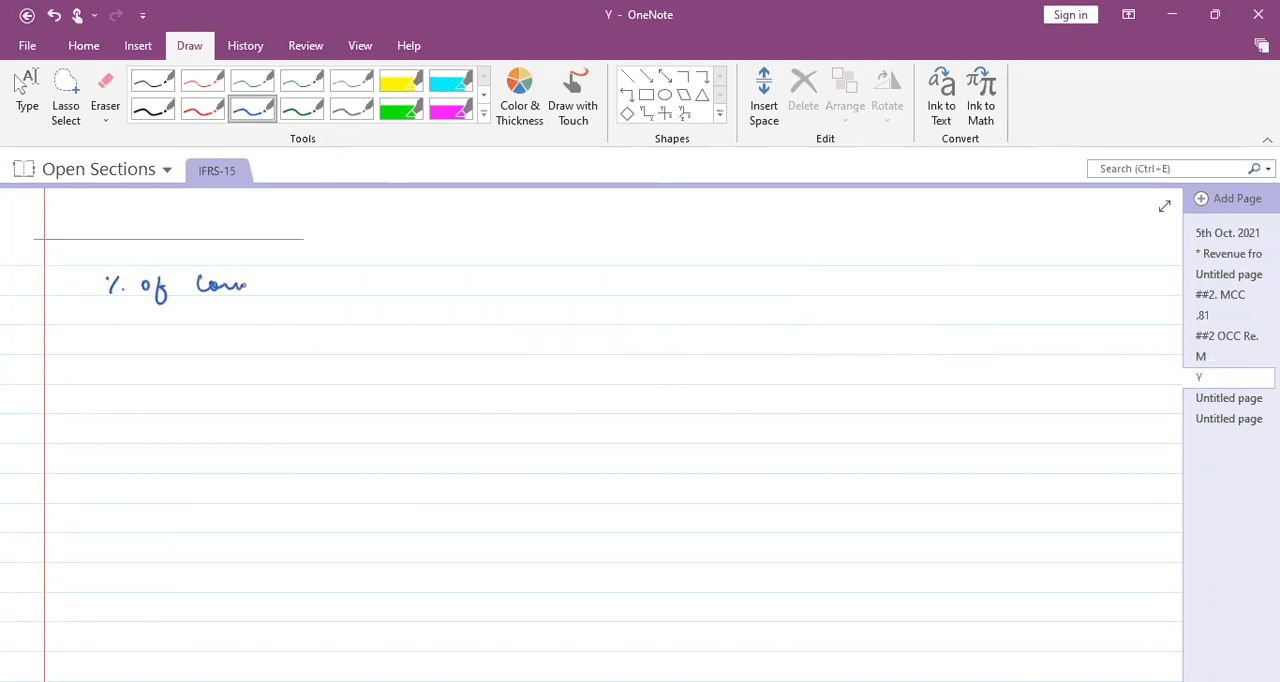 Y - OneNote
Sign in
File Home Insert Draw History Review View Help
Type
Lasso Select
Eraser
Color & Thickness
Draw with Touch
Insert Space
Delete
Arrange
Rotate
Ink to Text
Ink to Math
Tools
Shapes
Edit
Convert
Open Sections
IFRS-15
Search (Ctrl+E)
Add Page
5th Oct. 2021
* Revenue fro
Untitled page
##2. MCC
.81
##2 OCC Re.
M
Y
Untitled page
Untitled page
% of